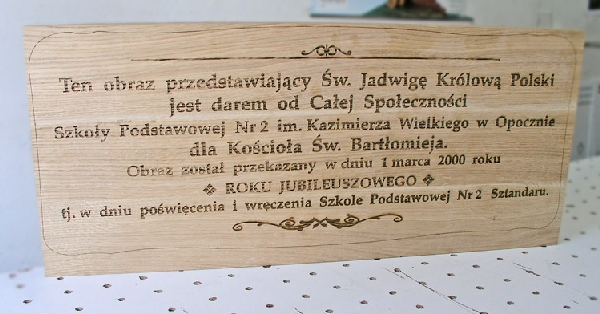 Ten obraz przedstawiający Św. Jadwigę Królową Polski
jest darem od Całej Społeczności
Szkoły Podstawowej Nr 2 im. Kazimierza Wielkiego w Opocznie
dla Kościoła Św. Bartłomieja.
Obraz został przekazany w dniu 1 marca 2000 roku
❖ ROKU JUBILEUSZOWEGO ❖
tj. w dniu poświęcenia i wręczenia Szkole Podstawowej Nr 2 Sztandaru.